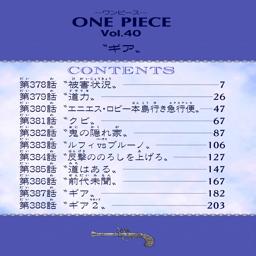 —ワンピース—
ONE PIECE
Vol.40
〝ギア〟
CONTENTS
第378話〝被害状況〟 7
第379話〝道力〟 26
第380話〝エニエス・ロビー本島行き急行便〟 47
第381話〝クビ〟 67
第382話〝鬼の隠れ家〟 87
第383話〝ルフィvsブルーノ〟 106
第384話〝反撃ののろしを上げろ〟 127
第385話〝道はある〟 147
第386話〝前代未聞〟 167
第387話〝ギア〟 182
第388話〝ギア2〟 203